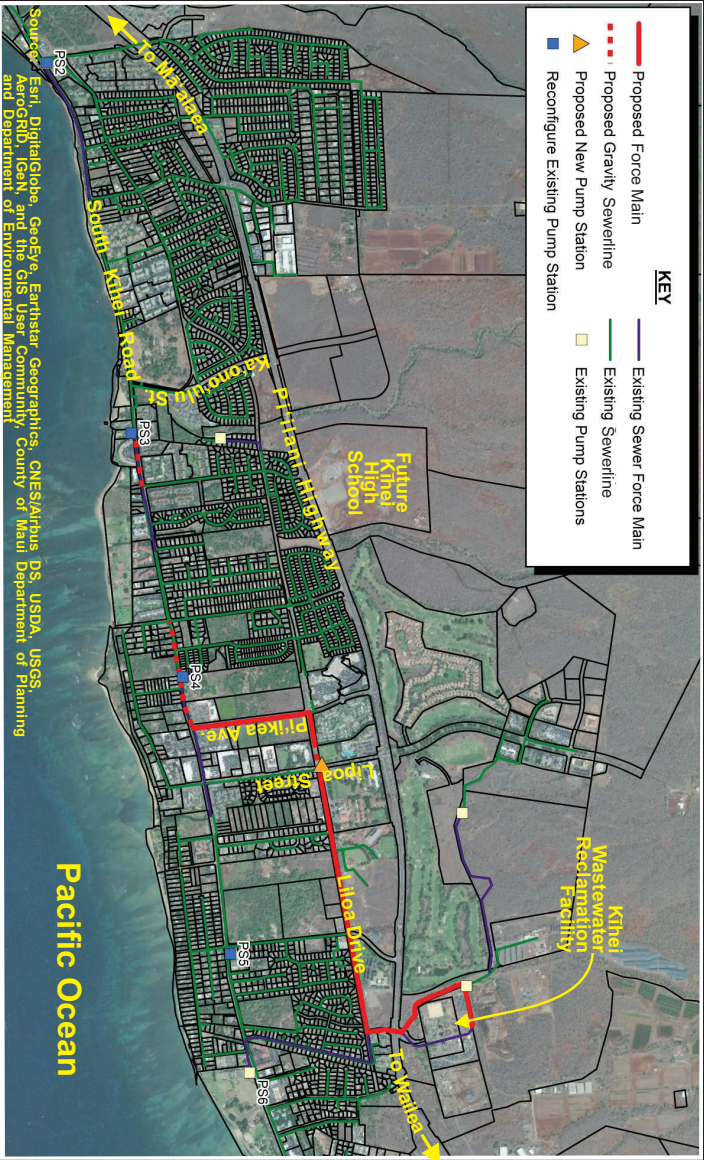 KEY
Proposed Force Main
Proposed Gravity Sewerline
Proposed New Pump Station
Reconfigure Existing Pump Station
Existing Sewer Force Main
Existing Sewerline
Existing Pump Stations
To Ma'alaea
PS2
South Kihei Road
Ka'ono'ulu St.
Pi'ilani Highway
Future
Kihei
High
School
PS3
PS4
Pi'ikea Ave.
Lipoa
Street
Liloa Drive
Kihei
Wastewater
Reclamation
Facility
PS5
PS6
To Wailea
Pacific Ocean
Source: Esri, DigitalGlobe, GeoEye, Earthstar Geographics, CNES/Airbus DS, USDA, USGS,
AeroGRID, IGeN, and the GIS User Community, County of Maui Department of Planning
and Department of Environmental Management